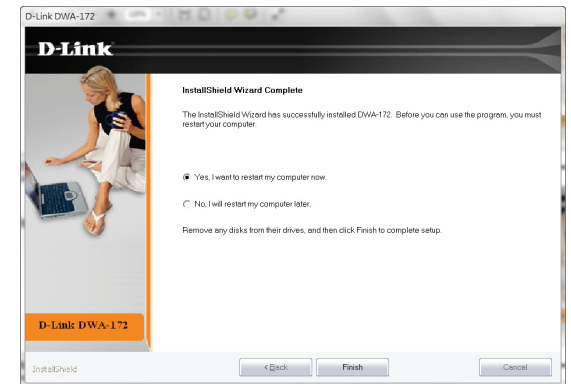 D-Link DWA-172
D-Link
InstallShield Wizard Complete
The InstallShield Wizard has successfully installed DWA-172. Before you can use the program, you must
restart your computer.
Yes, I want to restart my computer now.
No, I will restart my computer later.
Remove any disks from their drives, and then click Finish to complete setup.
D-Link DWA-172
InstallShield
< Back
Finish
Cancel